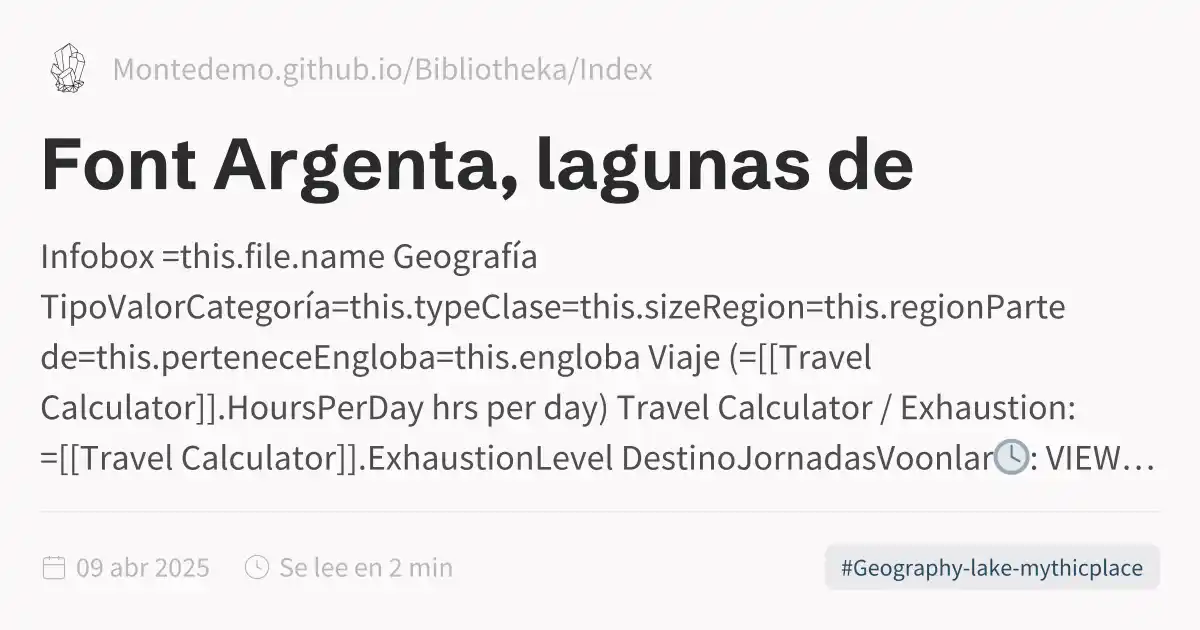 Montedemo.github.io/Bibliotheka/Index
Font Argenta, lagunas de
Infobox =this.file.name Geografía
TipoValorCategoría=this.typeClase=this.sizeRegion=this.regionParte
de=this.perteneceEngloba=this.engloba Viaje (=[[Travel
Calculator]].HoursPerDay hrs per day) Travel Calculator / Exhaustion:
=[[Travel Calculator]].ExhaustionLevel DestinoJornadasVoonlar🕓: VIEW…
09 abr 2025 Se lee en 2 min #Geography-lake-mythicplace